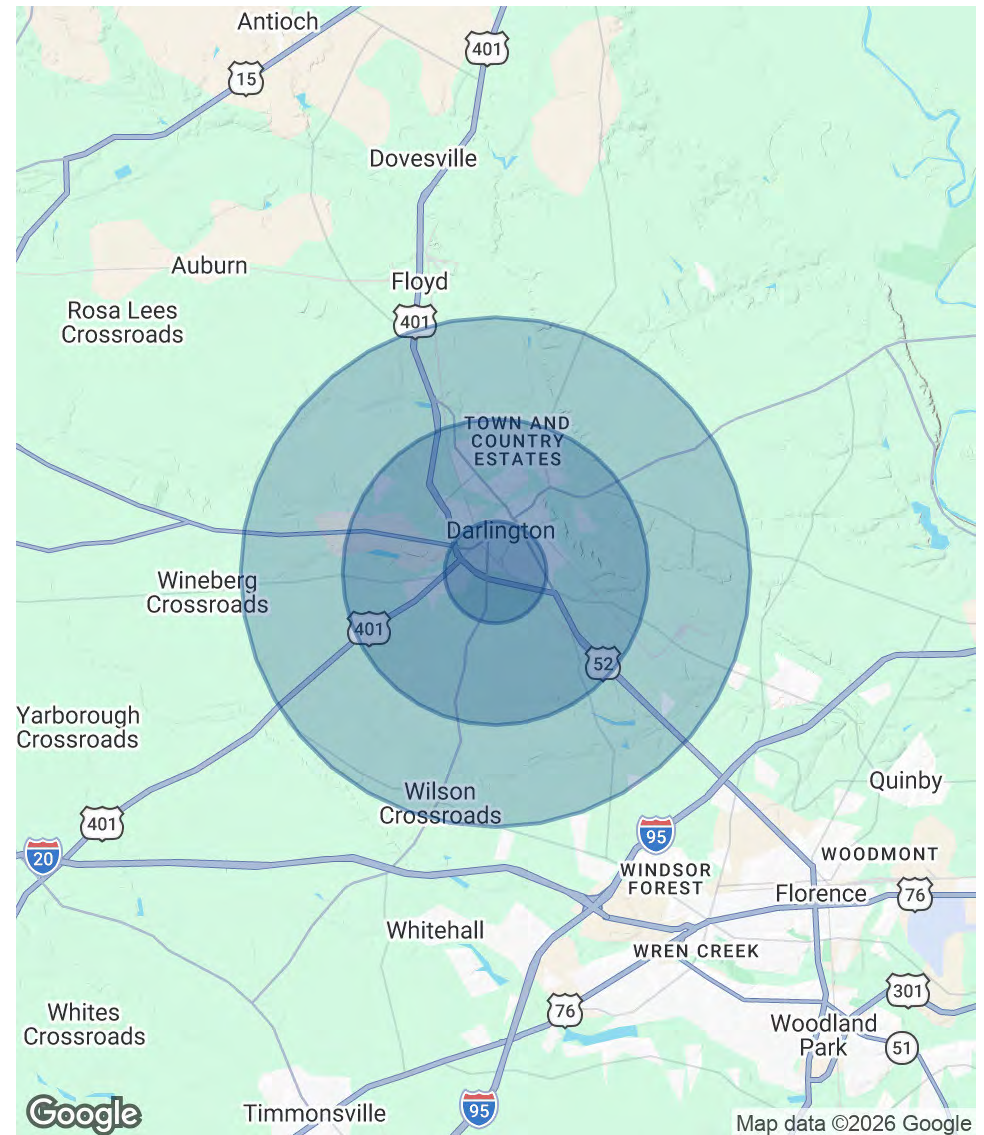 Antioch
401
15
Dovesville
Auburn
Floyd
Rosa Lees
Crossroads
401
TOWN AND
COUNTRY
ESTATES
Darlington
Wineberg
Crossroads
401
52
Yarborough
Crossroads
Quinby
Wilson
Crossroads
401
95
20
WOODMONT
WINDSOR
FOREST
Florence
76
Whitehall
WREN CREEK
301
Whites
Crossroads
76
Woodland
Park
51
Timmonsville
95
Google
Map data ©2026 Google